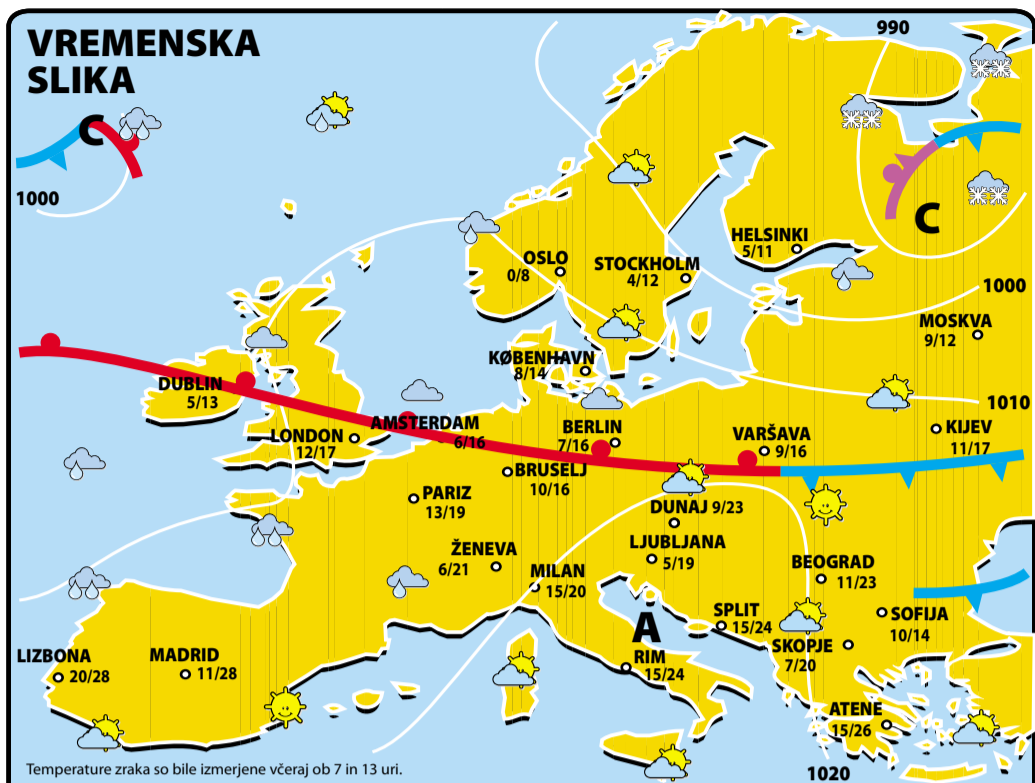 VREMENSKA
SLIKA
990
C
1000
C
HELSINKI
5/11
OSLO
0/8
STOCKHOLM
4/12
1000
MOSKVA
9/12
KØBENHAVN
8/14
DUBLIN
5/13
1010
AMSTERDAM
6/16
BERLIN
7/16
LONDON
12/17
VARŠAVA
9/16
KIJEV
11/17
BRUSELJ
10/16
PARIZ
13/19
DUNAJ 9/23
LJUBLJANA
5/19
ŽENEVA
6/21
MILAN
15/20
BEOGRAD
11/23
A
SPLIT
15/24
SOFIJA
10/14
SKOPJE
7/20
LIZBONA
20/28
MADRID
11/28
RIM
15/24
ATENE
15/26
Temperature zraka so bile izmerjene včeraj ob 7 in 13 uri.
1020